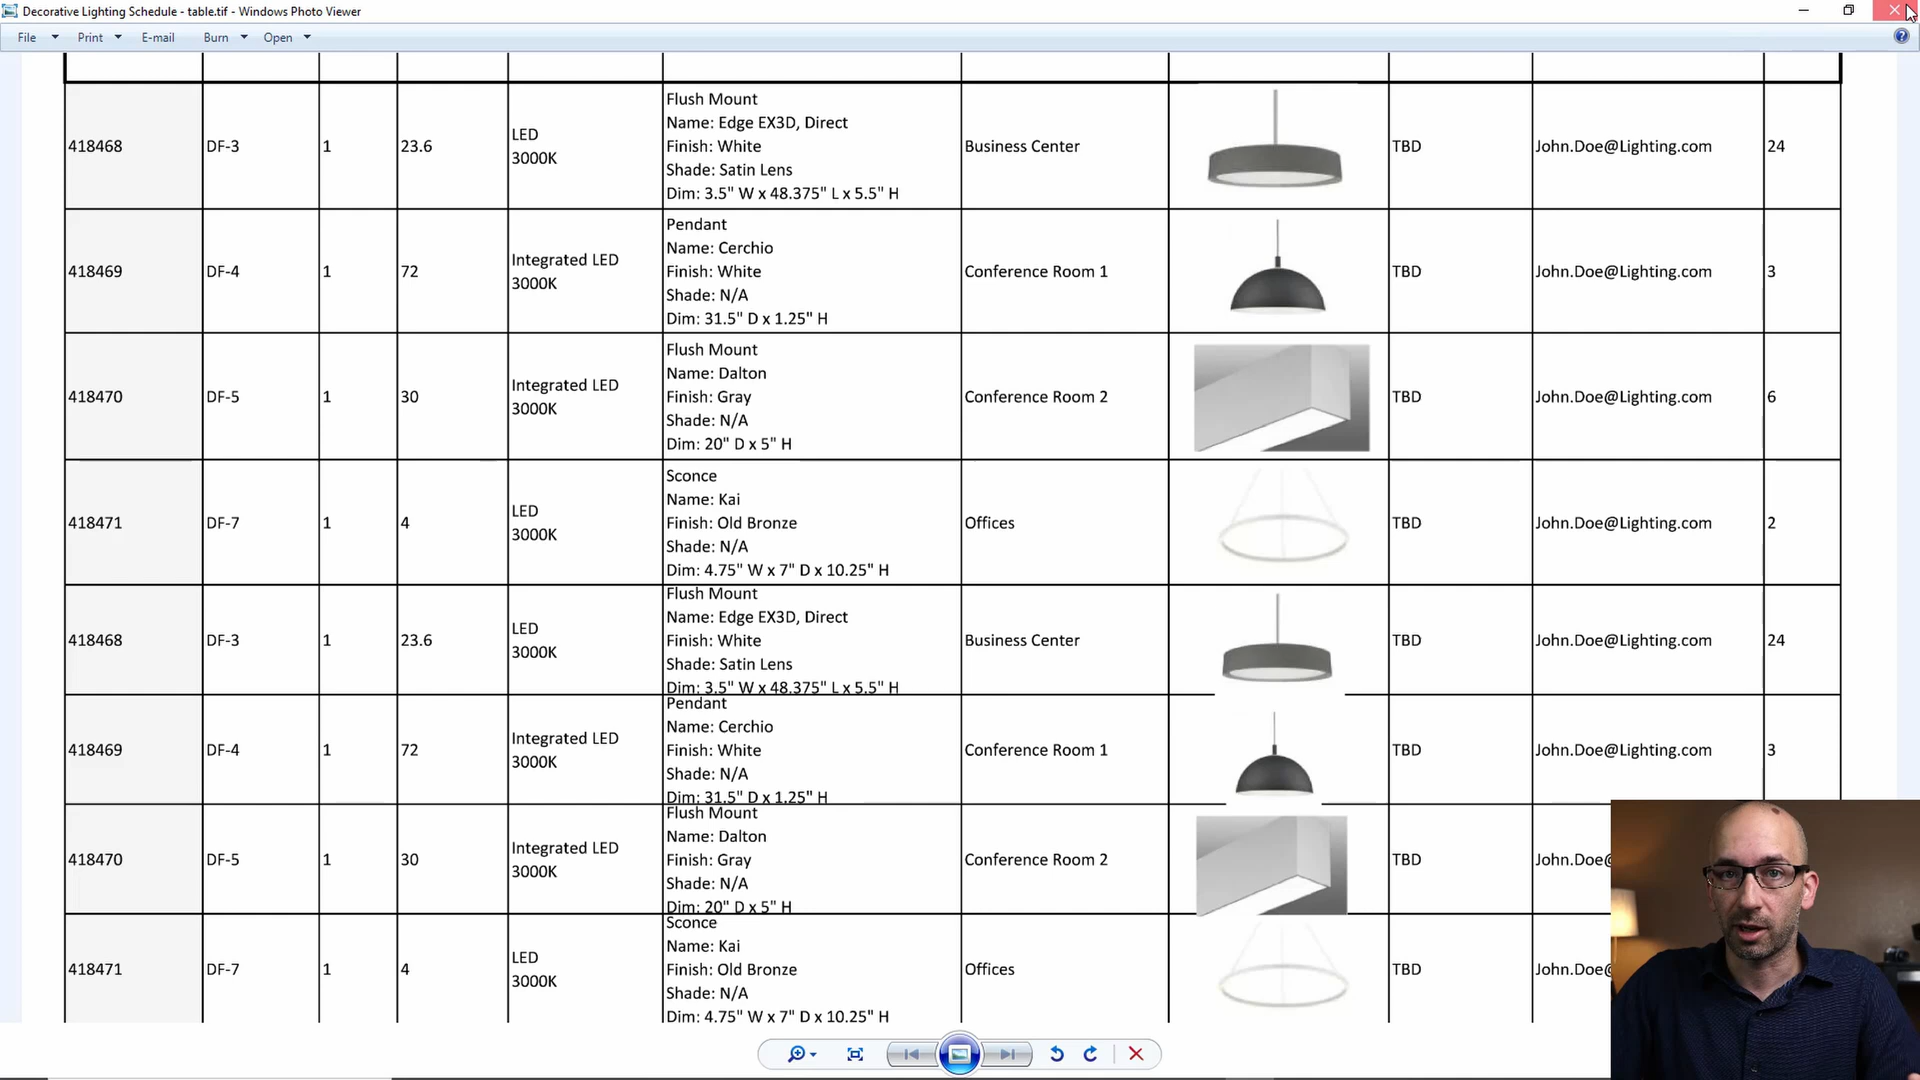 Decorative Lighting Schedule - table.tif - Windows Photo Viewer
File Print E-mail Burn Open
418468 DF-3 1 23.6
LED
3000K
Flush Mount
Name: Edge EX3D, Direct
Finish: White
Shade: Satin Lens
Dim: 3.5" W x 48.375" L x 5.5" H
Business Center TBD John.Doe@Lighting.com 24
418469 DF-4 1 72
Integrated LED
3000K
Pendant
Name: Cerchio
Finish: White
Shade: N/A
Dim: 31.5" D x 1.25" H
Conference Room 1 TBD John.Doe@Lighting.com 3
418470 DF-5 1 30
Integrated LED
3000K
Flush Mount
Name: Dalton
Finish: Gray
Shade: N/A
Dim: 20" D x 5" H
Conference Room 2 TBD John.Doe@Lighting.com 6
418471 DF-7 1 4
LED
3000K
Sconce
Name: Kai
Finish: Old Bronze
Shade: N/A
Dim: 4.75" W x 7" D x 10.25" H
Offices TBD John.Doe@Lighting.com 2
418468 DF-3 1 23.6
LED
3000K
Flush Mount
Name: Edge EX3D, Direct
Finish: White
Shade: Satin Lens
Dim: 3.5" W x 48.375" L x 5.5" H
Business Center TBD John.Doe@Lighting.com 24
418469 DF-4 1 72
Integrated LED
3000K
Pendant
Name: Cerchio
Finish: White
Shade: N/A
Dim: 31.5" D x 1.25" H
Conference Room 1 TBD John.Doe@Lighting.com 3
418470 DF-5 1 30
Integrated LED
3000K
Flush Mount
Name: Dalton
Finish: Gray
Shade: N/A
Dim: 20" D x 5" H
Conference Room 2 TBD John.Doe@
418471 DF-7 1 4
LED
3000K
Sconce
Name: Kai
Finish: Old Bronze
Shade: N/A
Dim: 4.75" W x 7" D x 10.25" H
Offices TBD John.Doe@